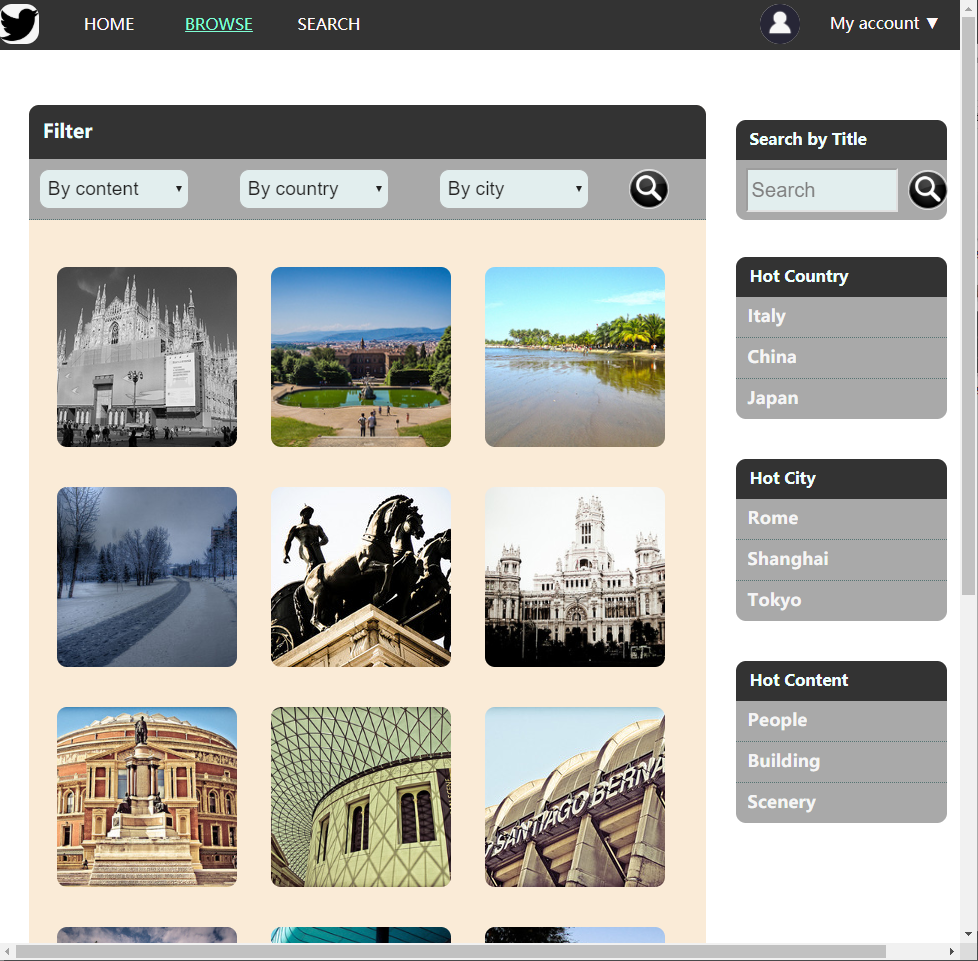 HOME BROWSE SEARCH My account ▼
Filter
By content By country By city
SANTIAGO BERNA
Search by Title
Search
Hot Country
Italy
China
Japan
Hot City
Rome
Shanghai
Tokyo
Hot Content
People
Building
Scenery